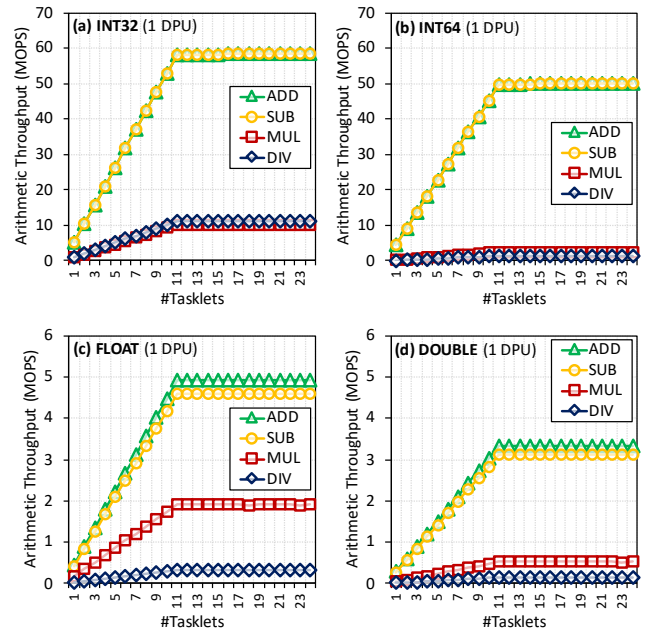 (a) INT32 (1 DPU)
Arithmetic Throughput (MOPS)
70
60
50
40
30
20
10
0
ADD
SUB
MUL
DIV
1 3 5 7 9 11 13 15 17 19 21 23
#Tasklets
(b) INT64 (1 DPU)
Arithmetic Throughput (MOPS)
70
60
50
40
30
20
10
0
ADD
SUB
MUL
DIV
1 3 5 7 9 11 13 15 17 19 21 23
#Tasklets
(c) FLOAT (1 DPU)
Arithmetic Throughput (MOPS)
6
5
4
3
2
1
0
ADD
SUB
MUL
DIV
1 3 5 7 9 11 13 15 17 19 21 23
#Tasklets
(d) DOUBLE (1 DPU)
Arithmetic Throughput (MOPS)
6
5
4
3
2
1
0
ADD
SUB
MUL
DIV
1 3 5 7 9 11 13 15 17 19 21 23
#Tasklets